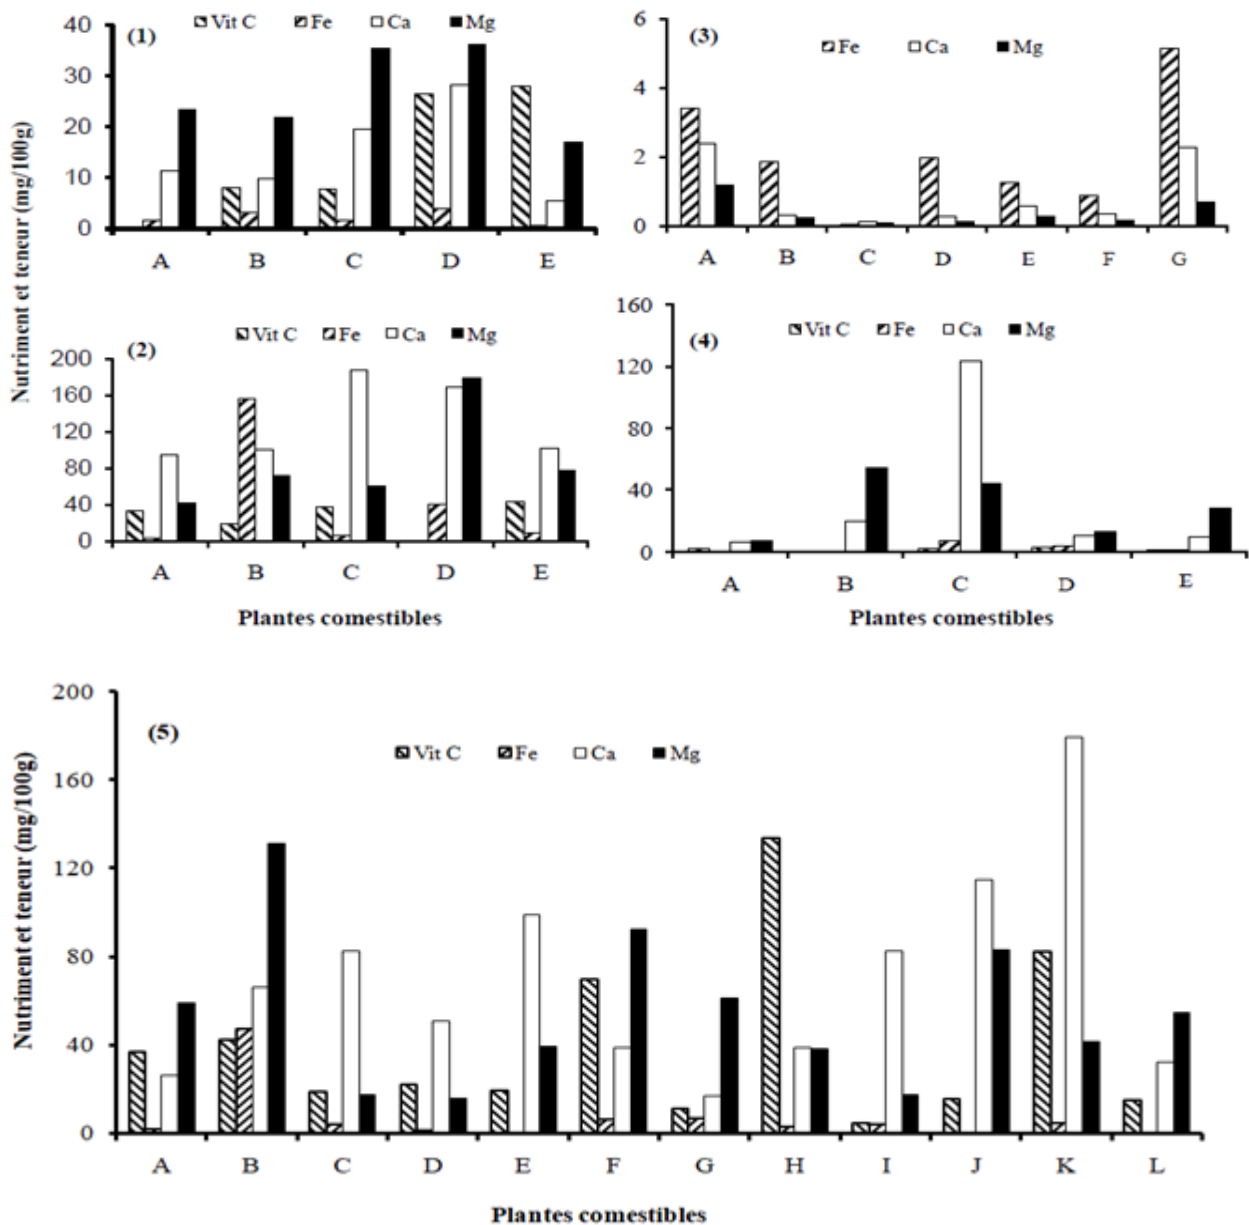 (1)
Vit C Fe Ca Mg
40
30
20
10
0
A B C D E
(3)
Fe Ca Mg
6
4
2
0
A B C D E F G
Nutriment et teneur (mg/100g)
(2)
Vit C Fe Ca Mg
200
160
120
80
40
0
A B C D E
Plantes comestibles
(4)
Vit C Fe Ca Mg
160
120
80
40
0
A B C D E
Plantes comestibles
(5)
Vit C Fe Ca Mg
200
160
120
80
40
0
Nutriment et teneur (mg/100g)
A B C D E F G H I J K L
Plantes comestibles